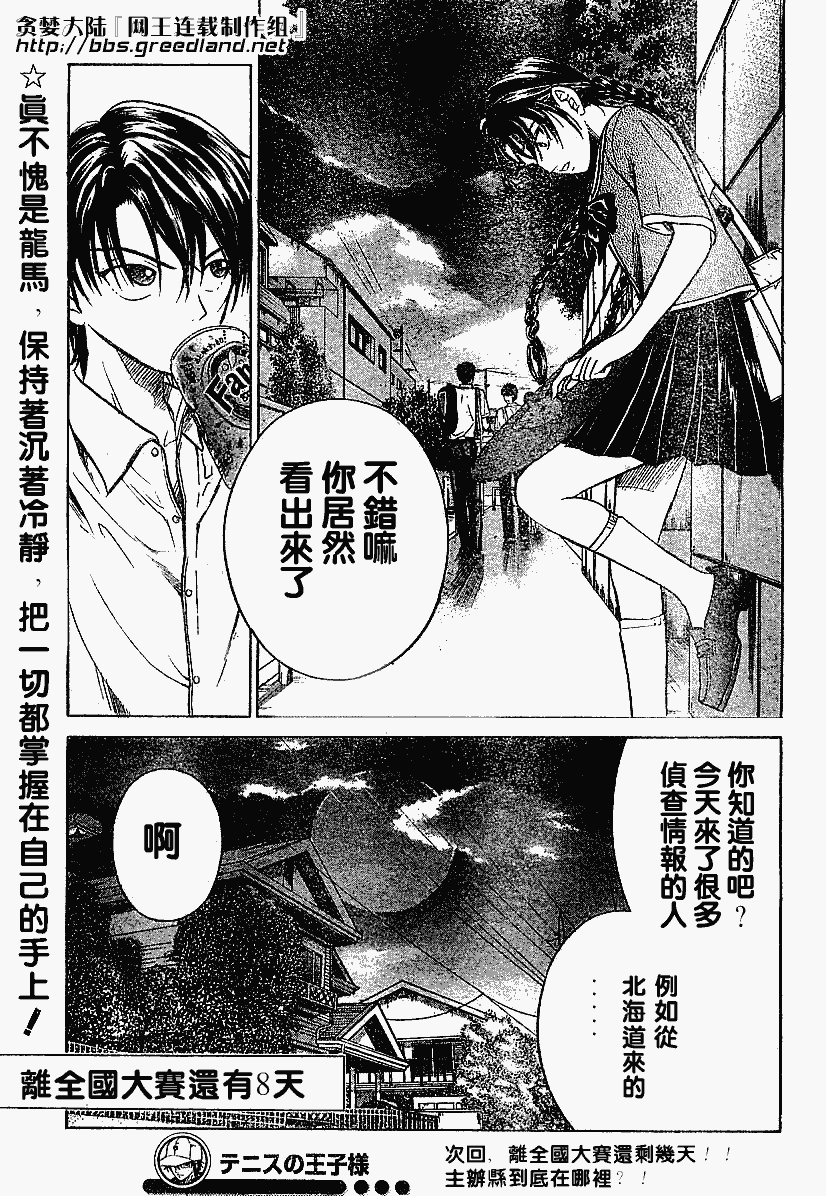 贪婪大陆『网王连载制作组』
http://bbs.greedland.net
☆眞不愧是龍馬，保持著沉著冷靜，把一切都掌握在自己的手上！
Fan
不錯嘛
你居然
看出來了
你知道的吧？
今天來了很多
偵查情報的人
例如從
北海道來的
……
啊
離全國大賽還有8天
テニスの王子様
次回，離全國大賽還剩幾天！！
主辦縣到底在哪裡？！